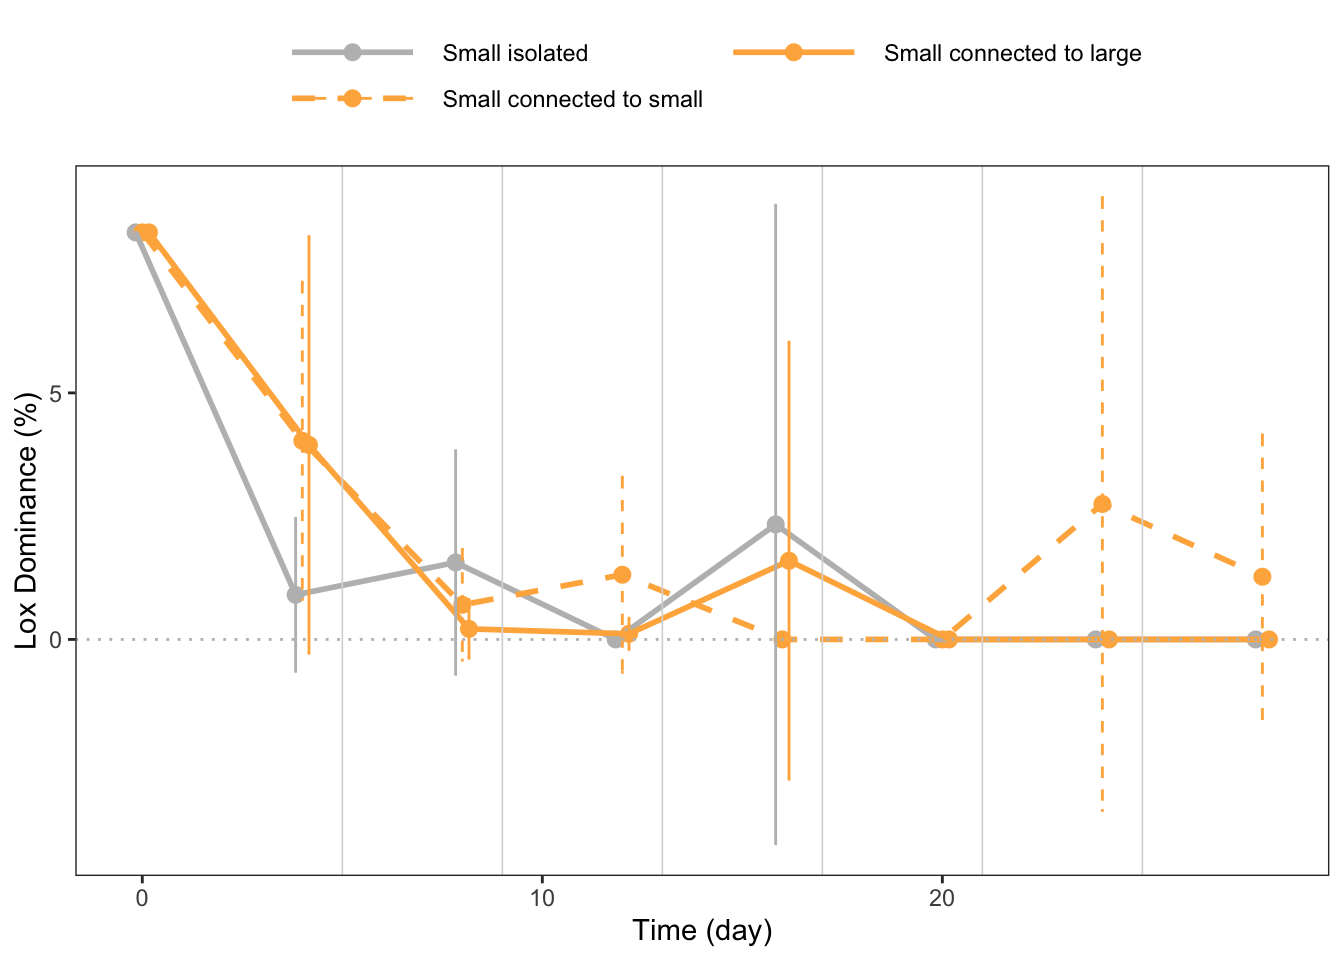 Small isolated
Small connected to large
Small connected to small
Lox Dominance (%)
5
0
0
10
20
Time (day)